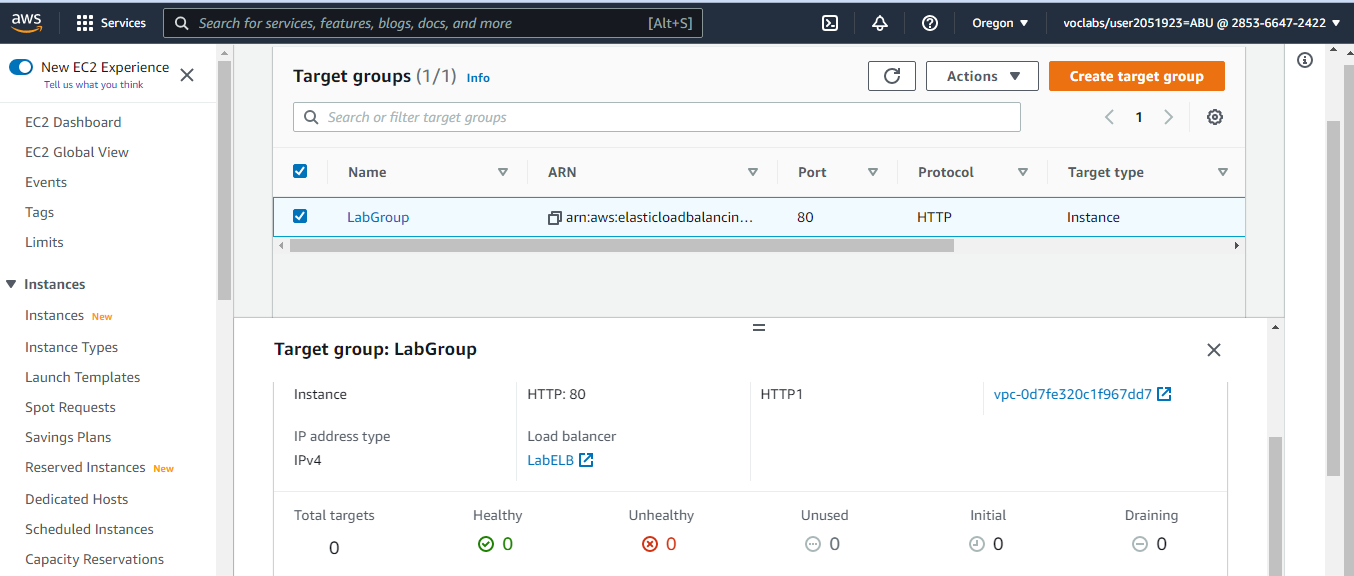 aws Services Search for services, features, blogs, docs, and more [Alt+S] Oregon voclabs/user2051923=ABU @ 2853-6647-2422
New EC2 Experience
Tell us what you think
EC2 Dashboard
EC2 Global View
Events
Tags
Limits
Instances
Instances New
Instance Types
Launch Templates
Spot Requests
Savings Plans
Reserved Instances New
Dedicated Hosts
Scheduled Instances
Capacity Reservations
Target groups (1/1) Info
Actions
Create target group
Search or filter target groups
1
Name ARN Port Protocol Target type
LabGroup arn:aws:elasticloadbalancin... 80 HTTP Instance
Target group: LabGroup
Instance HTTP: 80 HTTP1 vpc-0d7fe320c1f967dd7
IP address type Load balancer
IPv4 LabELB
Total targets Healthy Unhealthy Unused Initial Draining
0 0 0 0 0 0